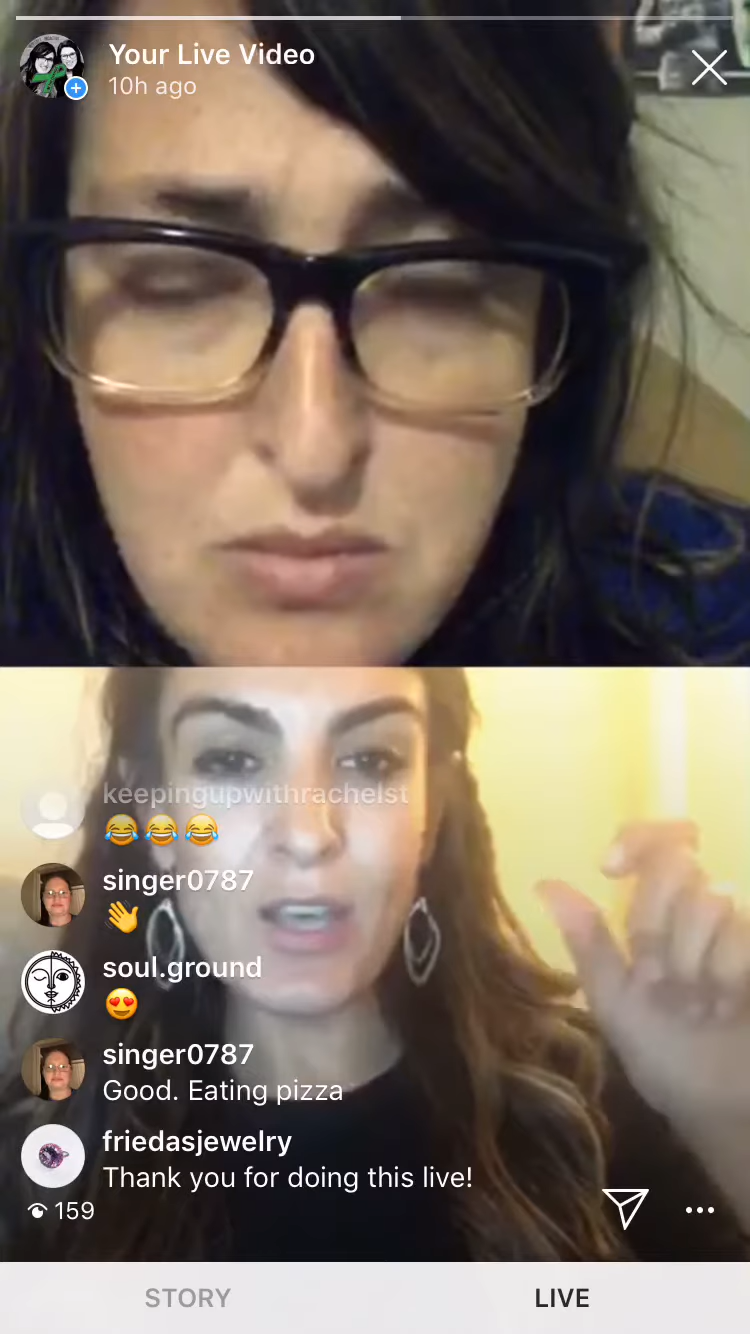 Your Live Video
10h ago
keepingupwithrachelst
😂😂😂
singer0787
👋
soul.ground
😍
singer0787
Good. Eating pizza
friedasjewelry
Thank you for doing this live!
159
STORY
LIVE